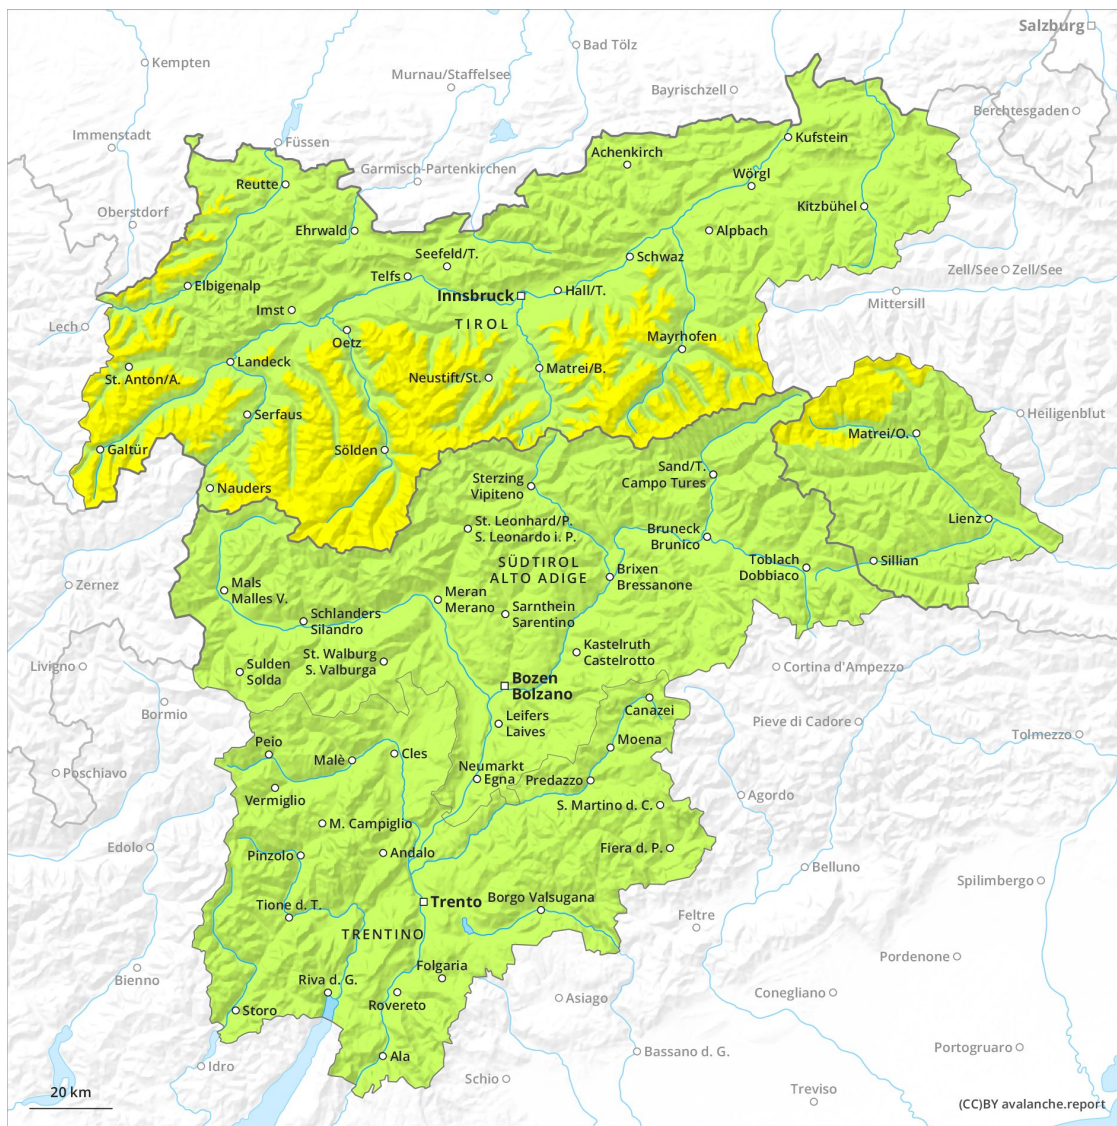 Salzburg
Bad Tölz
Kempten
Murnau/Staffelsee
Bayrischzell
Berchtesgaden
Immenstadt
Füssen
Kufstein
Achenkirch
Garmisch-Partenkirchen
Wörgl
Reutte
Kitzbühel
Oberstdorf
Ehrwald
Alpbach
Seefeld/T.
Schwaz
Zell/See
Zell/See
Telfs
Elbigenalp
Hall/T.
Innsbruck
Mittersill
Imst
TIROL
Lech
Oetz
Mayrhofen
Landeck
Matrei/B.
St. Anton/A.
Neustift/St.
Serfaus
Heiligenblut
Matrei/O.
Galtür
Sölden
Sand/T.
Campo Tures
Sterzing
Vipiteno
Nauders
St. Leonhard/P.
S. Leonardo i. P.
Bruneck
Brunico
Lienz
SÜDTIROL
ALTO ADIGE
Toblach
Dobbiaco
Sillian
Brixen
Bressanone
Zernez
Mals
Malles V.
Meran
Merano
Schlanders
Silandro
Sarnthein
Sarentino
St. Walburg
S. Valburga
Kastelruth
Castelrotto
Livigno
Sulden
Solda
Cortina d'Ampezzo
Bozen
Bolzano
Bormio
Canazei
Leifers
Laives
Pieve di Cadore
Tolmezzo
Peio
Moena
Malè
Cles
Poschiavo
Neumarkt
Egna
Predazzo
Vermiglio
Agordo
S. Martino d. C.
M. Campiglio
Edolo
Pinzolo
Andalo
Fiera d. P.
Belluno
Spilimbergo
Trento
Borgo Valsugana
Tione d. T.
Feltre
TRENTINO
Pordenone
Folgaria
Bienno
Riva d. G.
Conegliano
Asiago
Rovereto
Storo
Portogruaro
Bassano d. G.
Ala
Idro
Schio
Treviso
20 km
(CC)BY avalanche.report